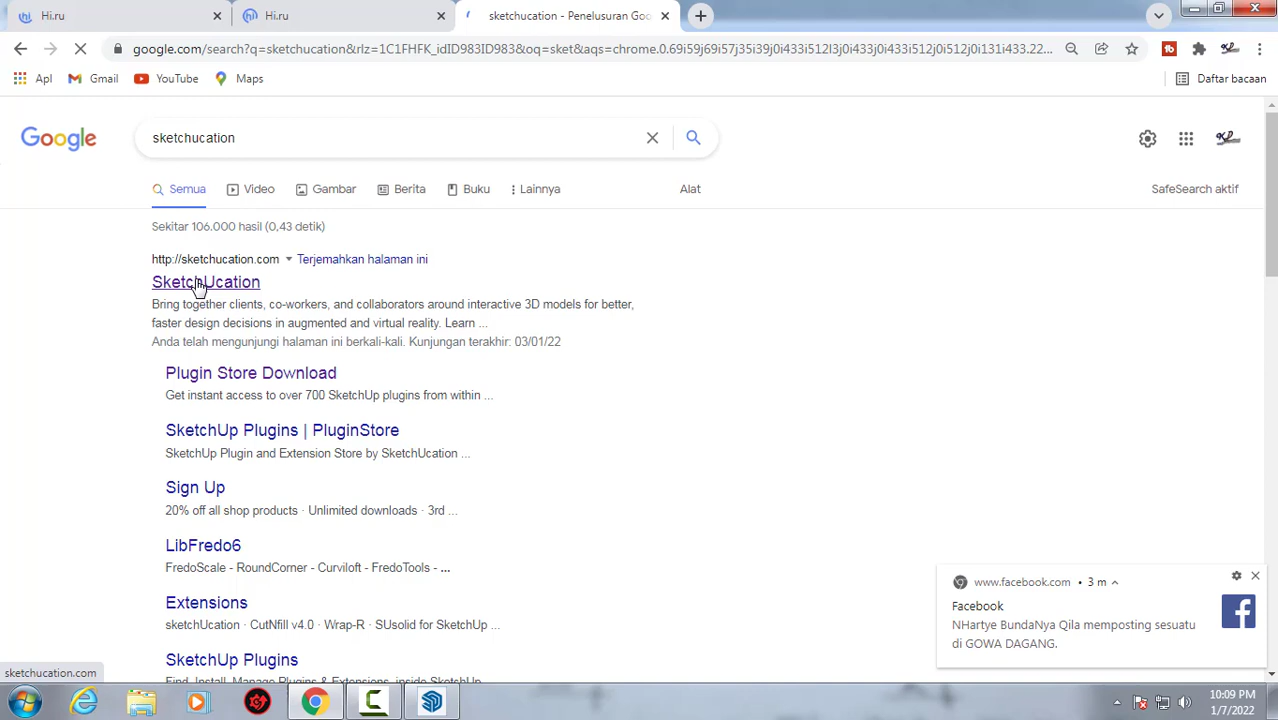 Hi.ru
Hi.ru
sketchucation - Penelusuran Goo
google.com/search?q=sketchucation&rlz=1C1FHFK_idID983ID983&oq=sket&aqs=chrome.0.69i59j69i57j35i39j0i433i512l3j0i433j0i433i512j0i512j0i131i433.22...
Apl
Gmail
YouTube
Maps
Daftar bacaan
Google
sketchucation
Semua
Video
Gambar
Berita
Buku
Lainnya
Alat
SafeSearch aktif
Sekitar 106.000 hasil (0,43 detik)
http://sketchucation.com Terjemahkan halaman ini
SketchUcation
Bring together clients, co-workers, and collaborators around interactive 3D models for better,
faster design decisions in augmented and virtual reality. Learn ...
Anda telah mengunjungi halaman ini berkali-kali. Kunjungan terakhir: 03/01/22
Plugin Store Download
Get instant access to over 700 SketchUp plugins from within ...
SketchUp Plugins | PluginStore
SketchUp Plugin and Extension Store by SketchUcation ...
Sign Up
20% off all shop products · Unlimited downloads · 3rd ...
LibFredo6
FredoScale - RoundCorner - Curviloft - FredoTools - ...
Extensions
sketchUcation · CutNfill v4.0 · Wrap-R · SUsolid for SketchUp ...
SketchUp Plugins
Find, Install, Manage Plugins & Extensions, inside SketchUp
www.facebook.com • 3 m
Facebook
NHartye BundaNya Qila memposting sesuatu
di GOWA DAGANG.
sketchucation.com
10:09 PM
1/7/2022